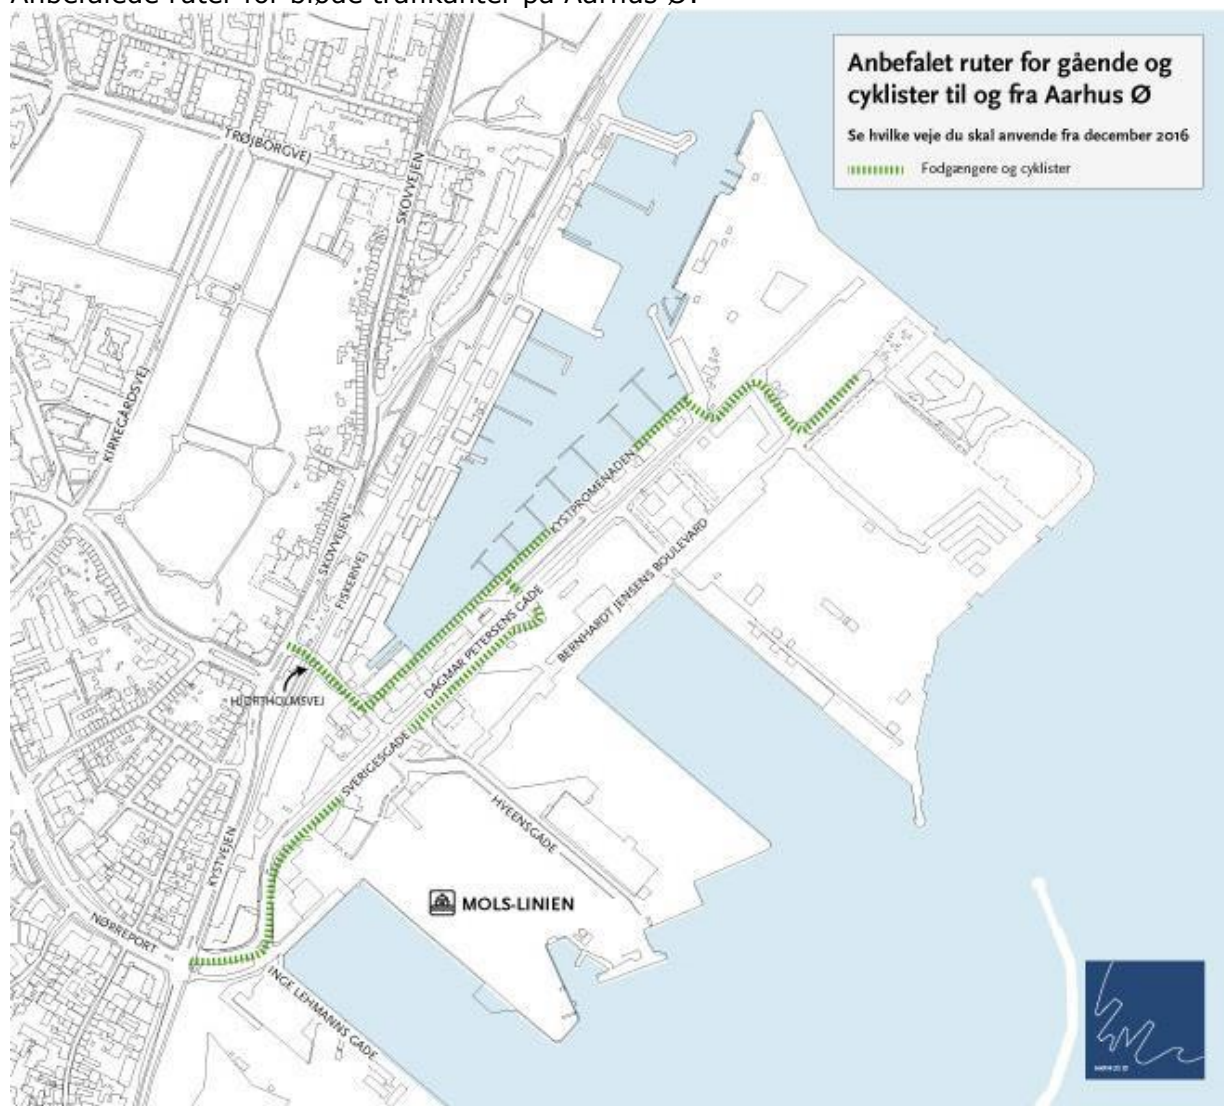 Anbefalede ruter for bløde trafikanter på Aarhus Ø:
Anbefalet ruter for gående og
cyklister til og fra Aarhus Ø
Se hvilke veje du skal anvende fra december 2016
Fodgængere og cyklister
TRØJBORGVEJ
SKOVVEJEN
KIRKEGÅRDSVEJ
SKOVVEJEN
FISKERIVEJ
KYSTPROMENADEN
BERNHARDT JENSENS BOULEVARD
DAGMAR PETERSENS GADE
HJORTHOLMSVEJ
SVERIGESGADE
HVEENSGADE
KYSTVEJEN
MOLS-LINIEN
NØRREPORT
INGE LEHMANNS GADE
AARHUS Ø